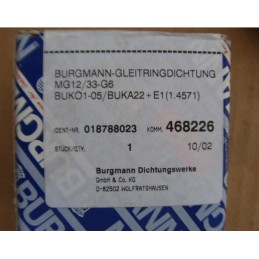 BURGMANN-GLEITRINGDICHTUNG
MG12/33-G6
BUKO1-05/BUKA22+E1(1.4571)
IDENT-NR. 018788023 KOMM. 468226
STÜCK/QTY. 1 10/02
Burgmann Dichtungswerke
GmbH & Co. KG
D-82502 WOLFRATSHAUSEN
BURGMANN